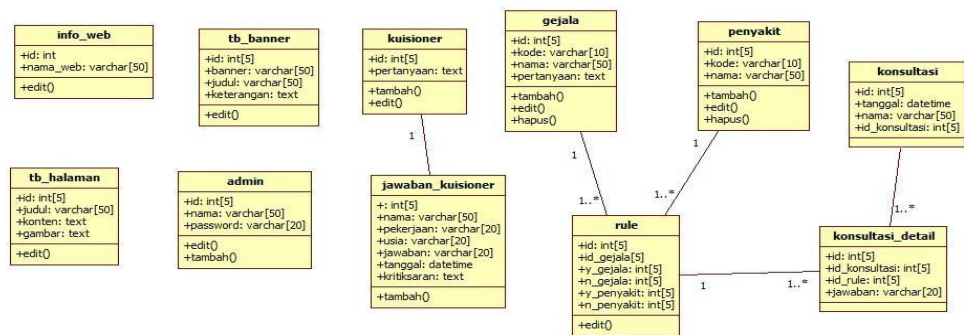 info_web
+id: int
+nama_web: varchar[50]
+edit()
tb_banner
+id: int[5]
+banner: varchar[50]
+judul: varchar[50]
+keterangan: text
+edit()
kuisioner
+id: int[5]
+pertanyaan: text
+tambah()
+edit()
gejala
+id: int[5]
+kode: varchar[10]
+nama: varchar[50]
+pertanyaan: text
+tambah()
+edit()
+hapus()
penyakit
+id: int[5]
+kode: varchar[10]
+nama: varchar[50]
+tambah()
+edit()
+hapus()
konsultasi
+id: int[5]
+tanggal: datetime
+nama: varchar[50]
+id_konsultasi: int[5]
1
1
1
1
1..*
1..*
1..*
tb_halaman
+id: int[5]
+judul: varchar[50]
+konten: text
+gambar: text
+edit()
admin
+id: int[5]
+nama: varchar[50]
+password: varchar[20]
+edit()
+tambah()
jawaban_kuisioner
+: int[5]
+nama: varchar[50]
+pekerjaan: varchar[20]
+usia: varchar[20]
+jawaban: varchar[20]
+tanggal: datetime
+kritiksaran: text
+tambah()
rule
+id: int[5]
+id_gejala[5]
+y_gejala: int[5]
+n_gejala: int[5]
+y_penyakit: int[5]
+n_penyakit: int[5]
+edit()
1
1..*
konsultasi_detail
+id: int[5]
+id_konsultasi: int[5]
+id_rule: int[5]
+jawaban: varchar[20]